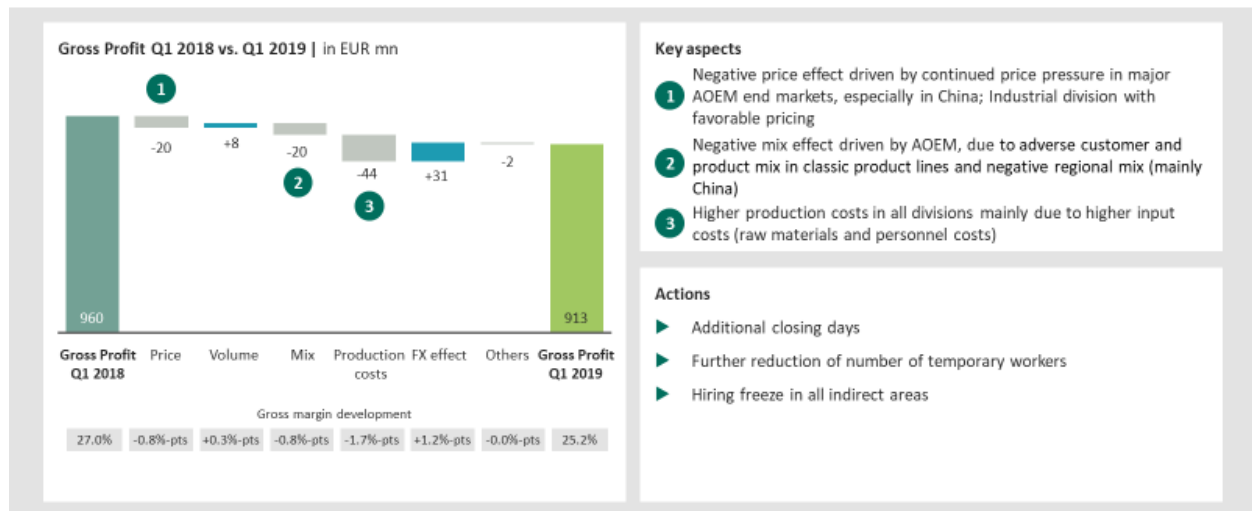 Gross Profit Q1 2018 vs. Q1 2019 | in EUR mn
1
-20
+8
-20
2
-44
3
+31
-2
960
913
Gross Profit Q1 2018
Price
Volume
Mix
Production costs
FX effect
Others
Gross Profit Q1 2019
Gross margin development
27.0%
-0.8%-pts
+0.3%-pts
-0.8%-pts
-1.7%-pts
+1.2%-pts
-0.0%-pts
25.2%
Key aspects
1
Negative price effect driven by continued price pressure in major
AOEM end markets, especially in China; Industrial division with
favorable pricing
2
Negative mix effect driven by AOEM, due to adverse customer and
product mix in classic product lines and negative regional mix (mainly
China)
3
Higher production costs in all divisions mainly due to higher input
costs (raw materials and personnel costs)
Actions
Additional closing days
Further reduction of number of temporary workers
Hiring freeze in all indirect areas